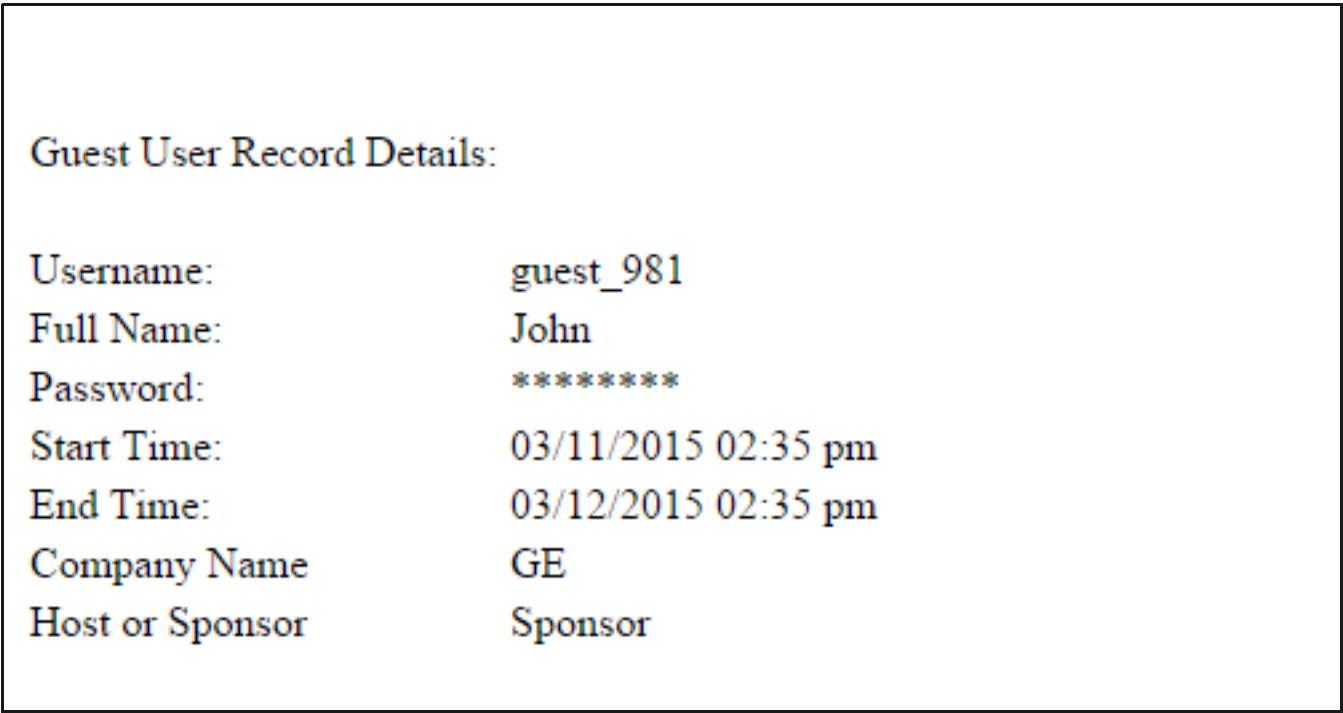 Guest User Record Details:
Username: guest_981
Full Name: John
Password: ********
Start Time: 03/11/2015 02:35 pm
End Time: 03/12/2015 02:35 pm
Company Name GE
Host or Sponsor Sponsor